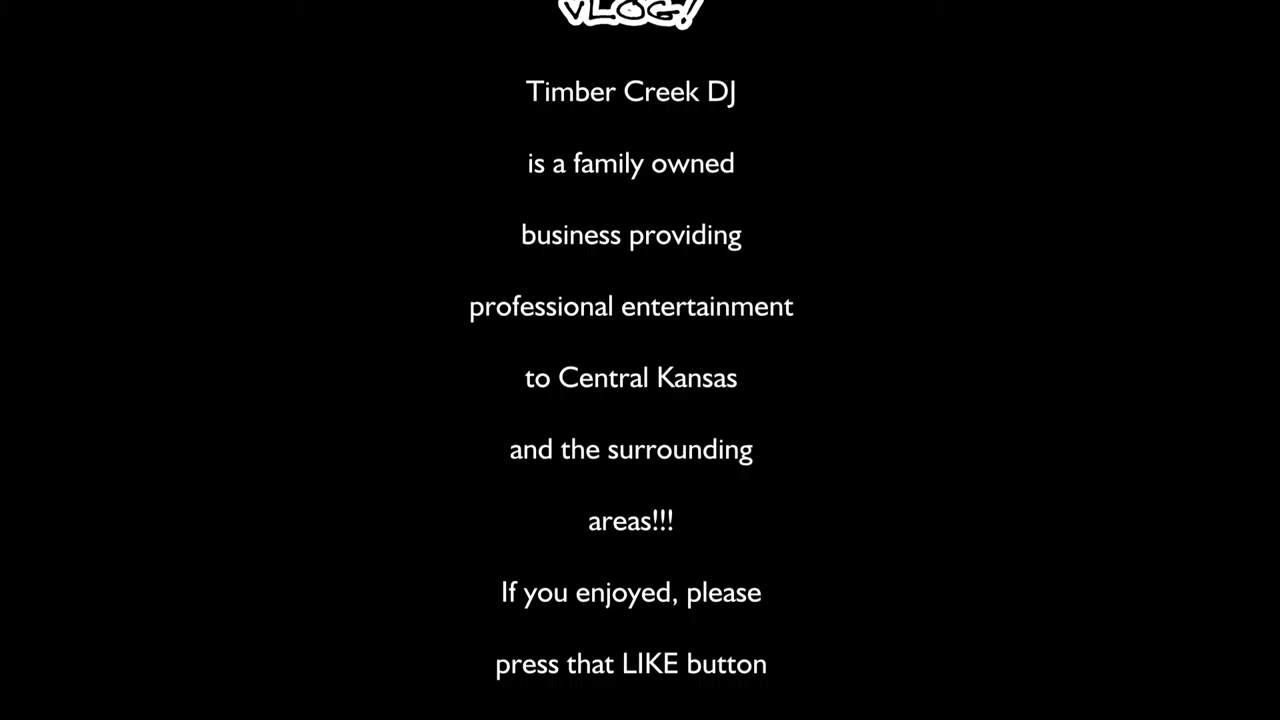 VLOG!
Timber Creek DJ
is a family owned
business providing
professional entertainment
to Central Kansas
and the surrounding
areas!!!
If you enjoyed, please
press that LIKE button